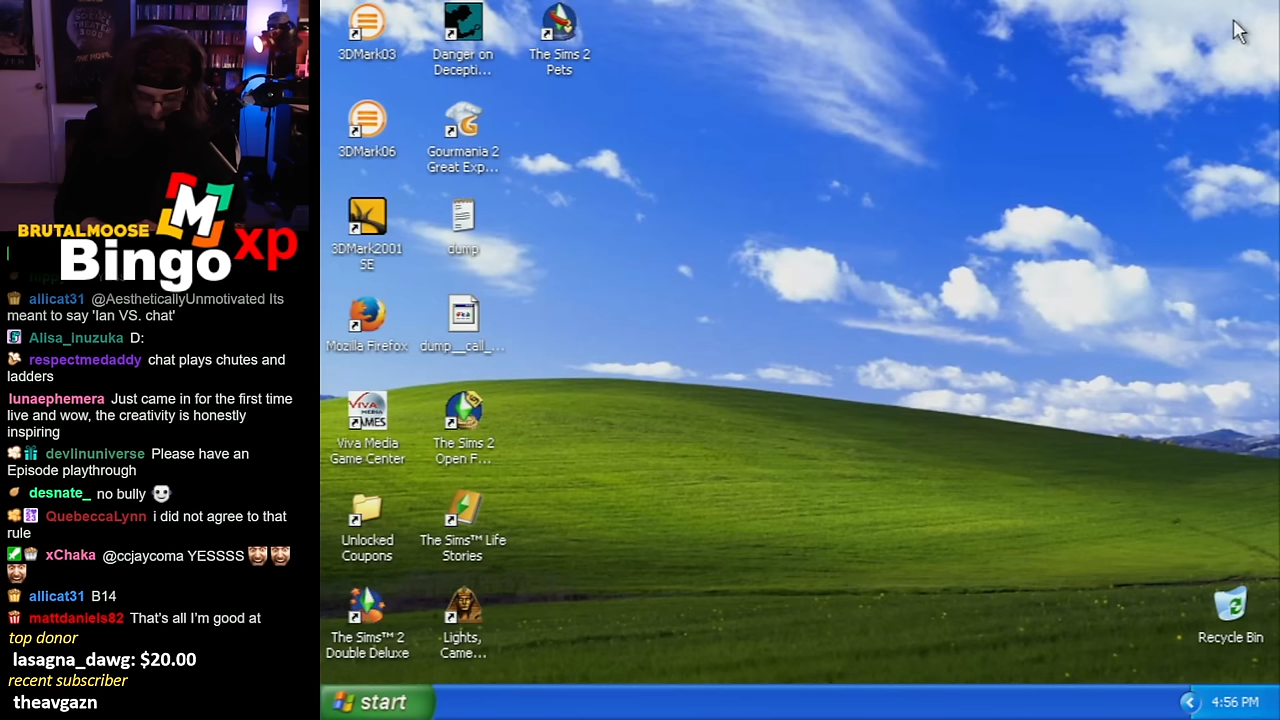 BRUTALMOOSE
M
Bingo xp
allicat31 @AestheticallyUnmotivated Its
meant to say 'Ian VS. chat'
Alisa_Inuzuka D:
respectmedaddy chat plays chutes and
ladders
lunaephemera Just came in for the first time
live and wow, the creativity is honestly
inspiring
devlinuniverse Please have an
Episode playthrough
desnate_ no bully
QuebeccaLynn i did not agree to that
rule
xChaka @ccjaycoma YESSSS
allicat31 B14
mattdaniels82 That's all I'm good at
top donor
lasagna_dawg: $20.00
recent subscriber
theavgazn
3DMark03
Danger on
Decepti...
The Sims 2
Pets
3DMark06
Gourmania 2
Great Exp...
3DMark2001
SE
dump
Mozilla Firefox
dump__call_...
VIVA
MEDIA
GAMES
Viva Media
Game Center
The Sims 2
Open F...
Unlocked
Coupons
The Sims™ Life
Stories
The Sims™ 2
Double Deluxe
Lights,
Came...
Recycle Bin
start
4:56 PM